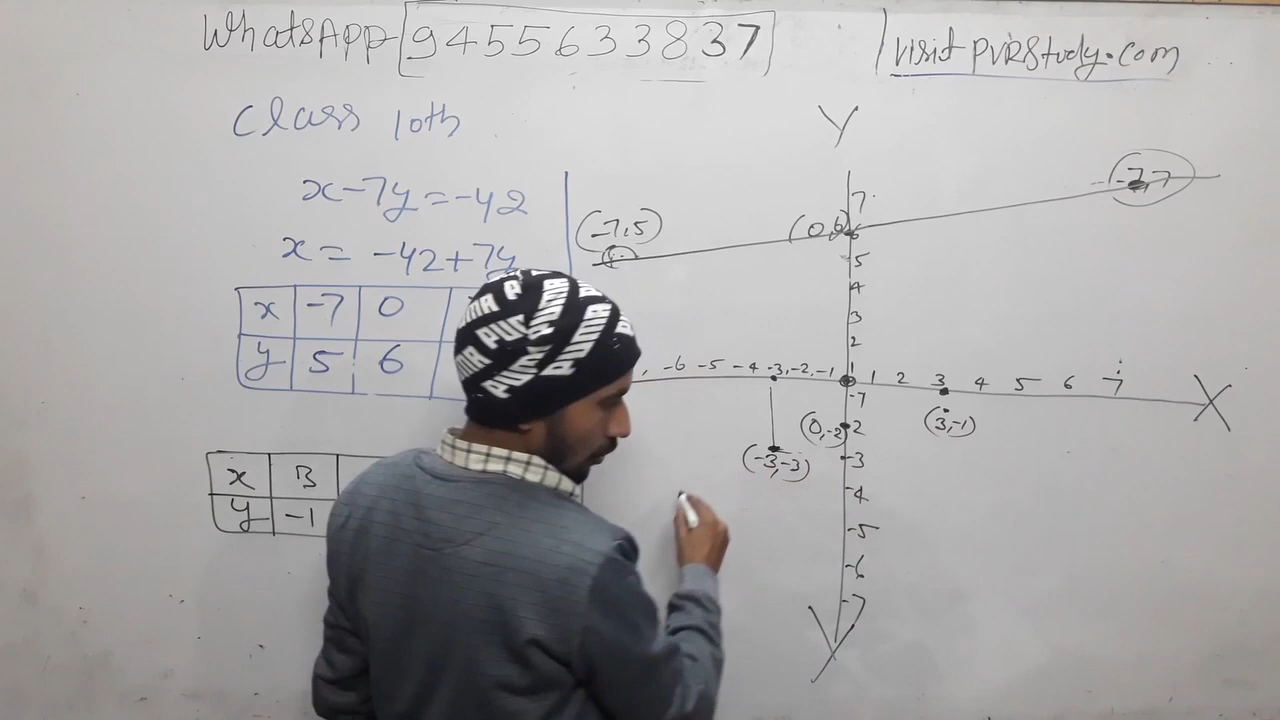 WhatsApp-9455633837
visit pvrstudy.com
Class 10th
x-7y=-42
x = -42+7y
x -7 0
y 5 6
x 3
y -1
Y
7
6
5
4
3
2
1
(-7,5)
(0,6)
-7,7
-6 -5 -4 -3,-2,-1
1 2 3 4 5 6 7
X
-1
-2
-3
-4
-5
-6
-7
(0,-2)
(-3,-3)
(3,-1)
Y
PUMA PUMA PUMA